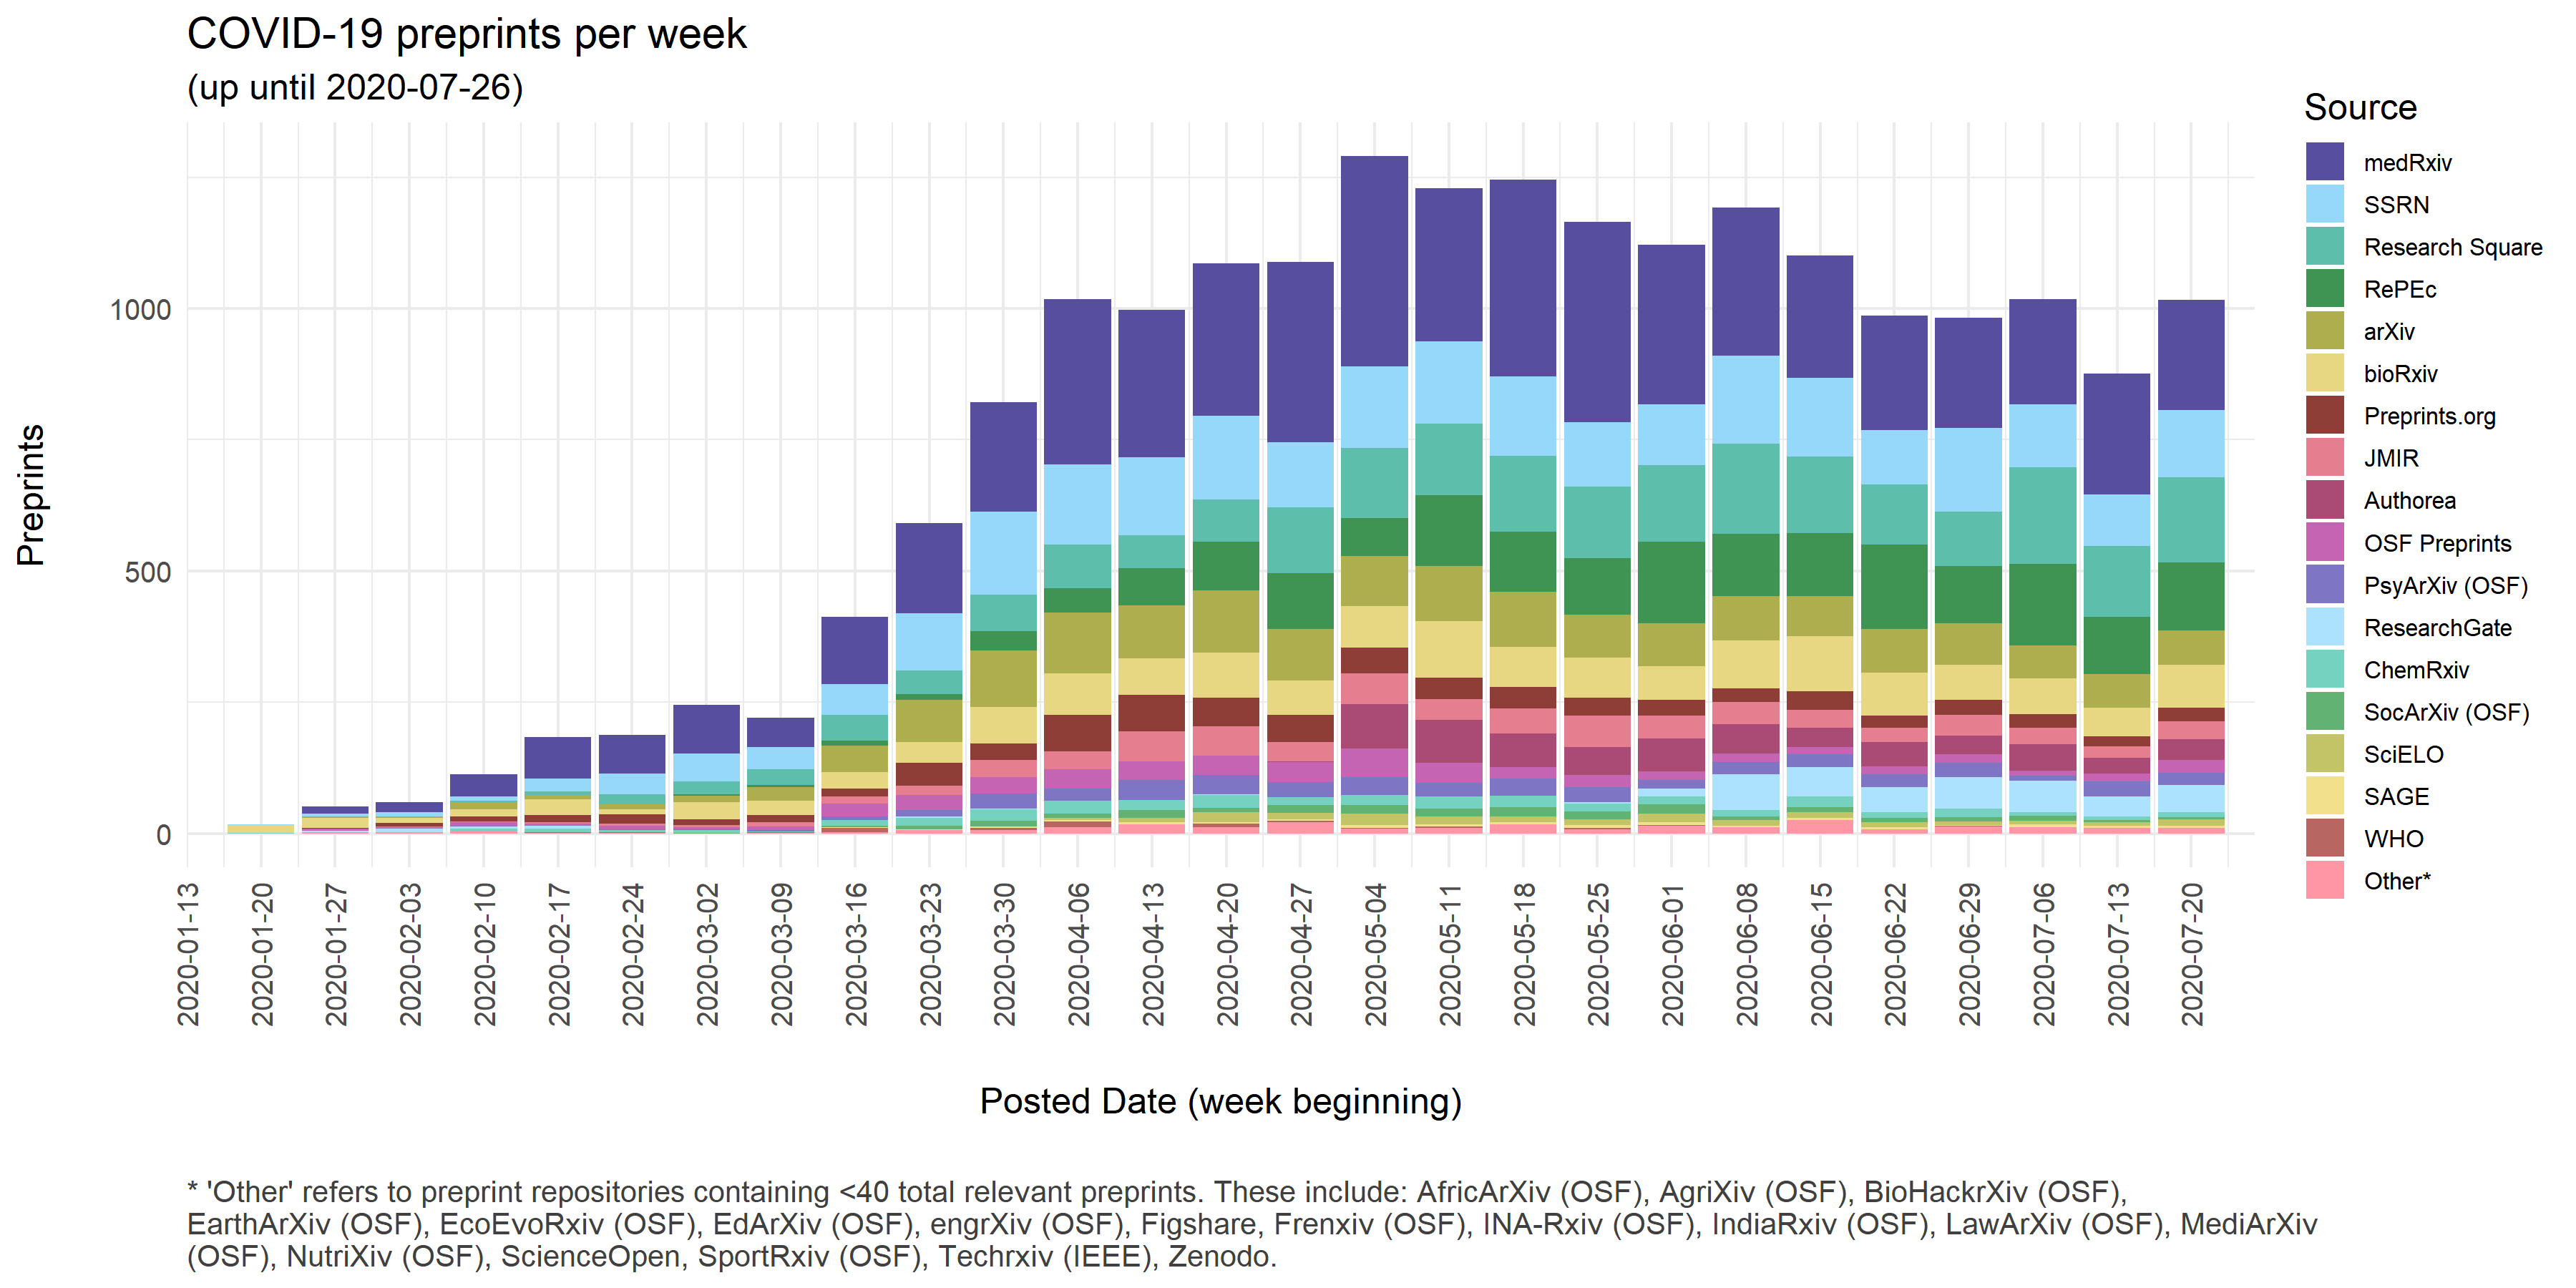 COVID-19 preprints per week
(up until 2020-07-26)
Preprints
1000
500
0
2020-01-13
2020-01-20
2020-01-27
2020-02-03
2020-02-10
2020-02-17
2020-02-24
2020-03-02
2020-03-09
2020-03-16
2020-03-23
2020-03-30
2020-04-06
2020-04-13
2020-04-20
2020-04-27
2020-05-04
2020-05-11
2020-05-18
2020-05-25
2020-06-01
2020-06-08
2020-06-15
2020-06-22
2020-06-29
2020-07-06
2020-07-13
2020-07-20
Posted Date (week beginning)
Source
medRxiv
SSRN
Research Square
RePEc
arXiv
bioRxiv
Preprints.org
JMIR
Authorea
OSF Preprints
PsyArXiv (OSF)
ResearchGate
ChemRxiv
SocArXiv (OSF)
SciELO
SAGE
WHO
Other*
* 'Other' refers to preprint repositories containing <40 total relevant preprints. These include: AfricArXiv (OSF), AgriXiv (OSF), BioHackrXiv (OSF),
EarthArXiv (OSF), EcoEvoRxiv (OSF), EdArXiv (OSF), engrXiv (OSF), Figshare, Frenxiv (OSF), INA-Rxiv (OSF), IndiaRxiv (OSF), LawArXiv (OSF), MediArXiv
(OSF), NutriXiv (OSF), ScienceOpen, SportRxiv (OSF), Techrxiv (IEEE), Zenodo.